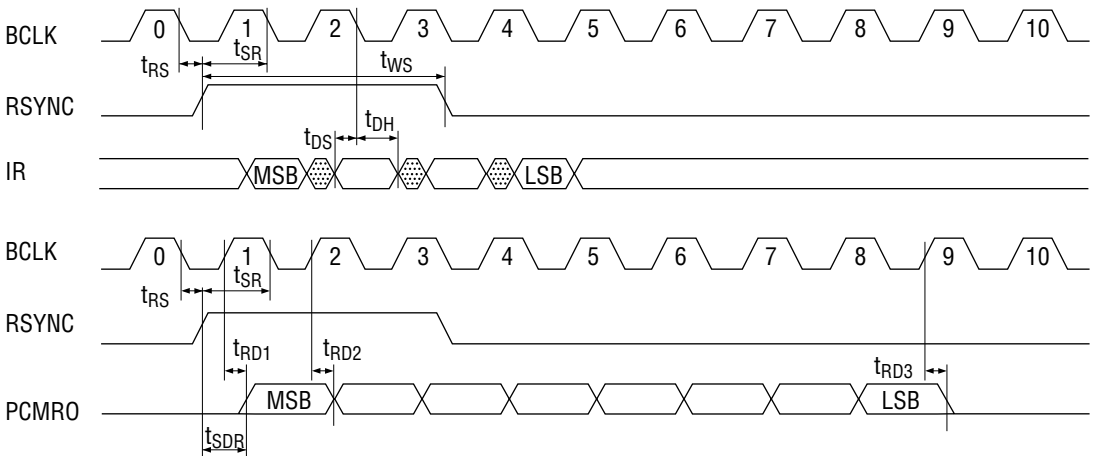 BCLK 0 1 2 3 4 5 6 7 8 9 10
tRS tSR tWS
RSYNC
tDS tDH
IR MSB LSB
BCLK 0 1 2 3 4 5 6 7 8 9 10
tRS tSR
RSYNC
tRD1 tRD2 tRD3
PCMRO MSB LSB
tSDR